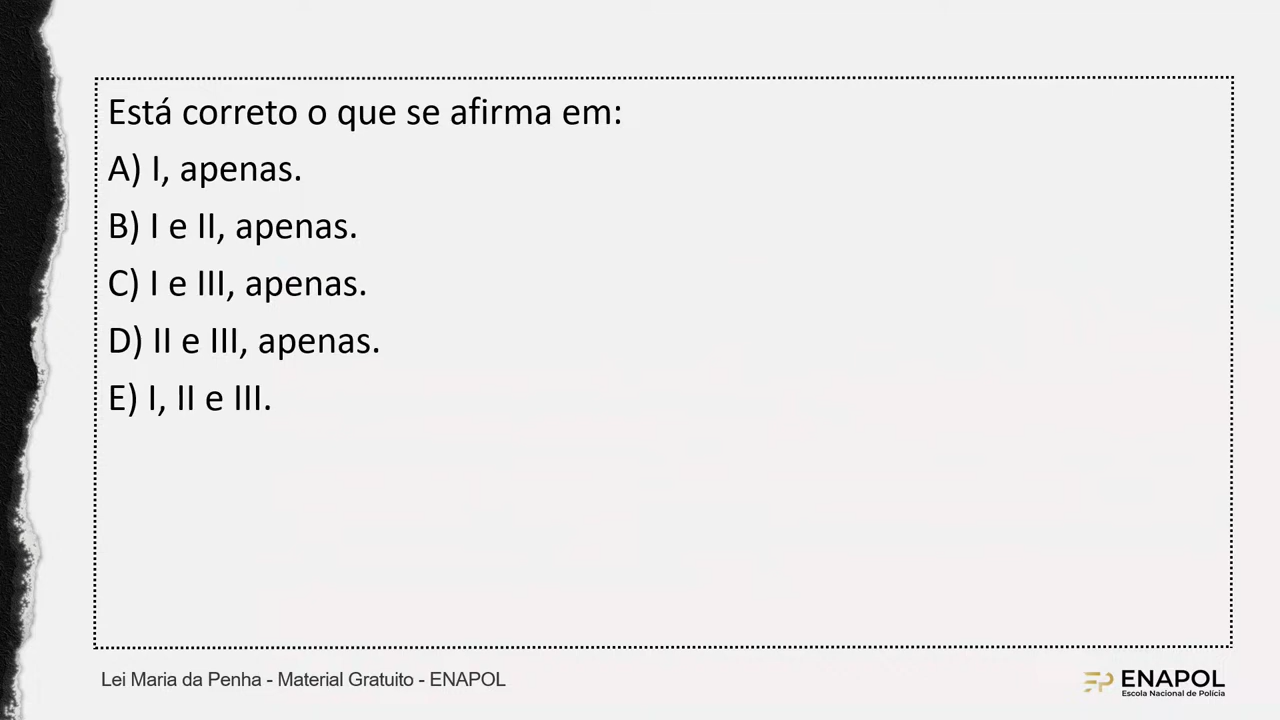 Está correto o que se afirma em:
A) I, apenas.
B) I e II, apenas.
C) I e III, apenas.
D) II e III, apenas.
E) I, II e III.
Lei Maria da Penha - Material Gratuito - ENAPOL
ENAPOL
Escola Nacional de Polícia